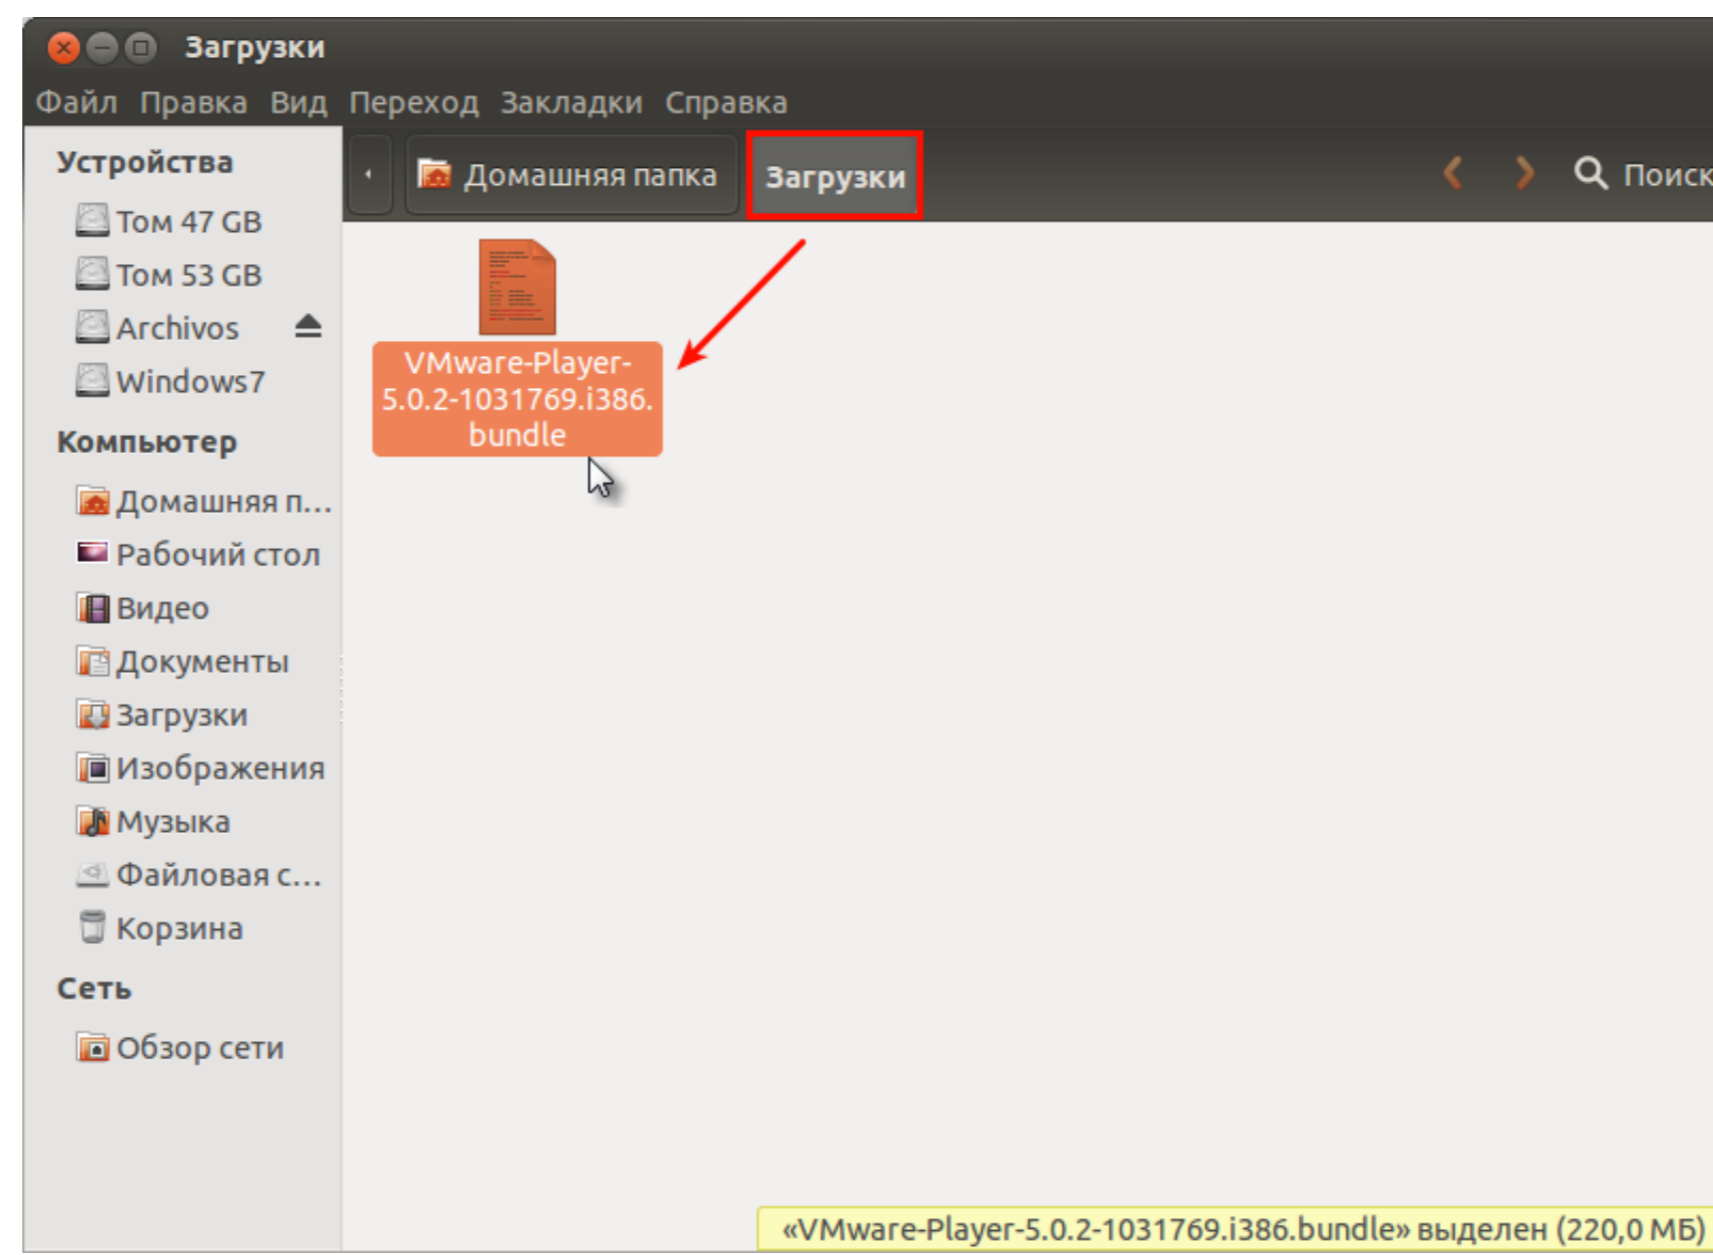 Загрузки
Файл Правка Вид Переход Закладки Справка
Домашняя папка
Загрузки
Поиск
Устройства
Том 47 GB
Том 53 GB
Archivos
Windows7
Компьютер
Домашняя п...
Рабочий стол
Видео
Документы
Загрузки
Изображения
Музыка
Файловая с...
Корзина
Сеть
Обзор сети
VMware-Player-
5.0.2-1031769.i386.
bundle
«VMware-Player-5.0.2-1031769.i386.bundle» выделен (220,0 МБ)